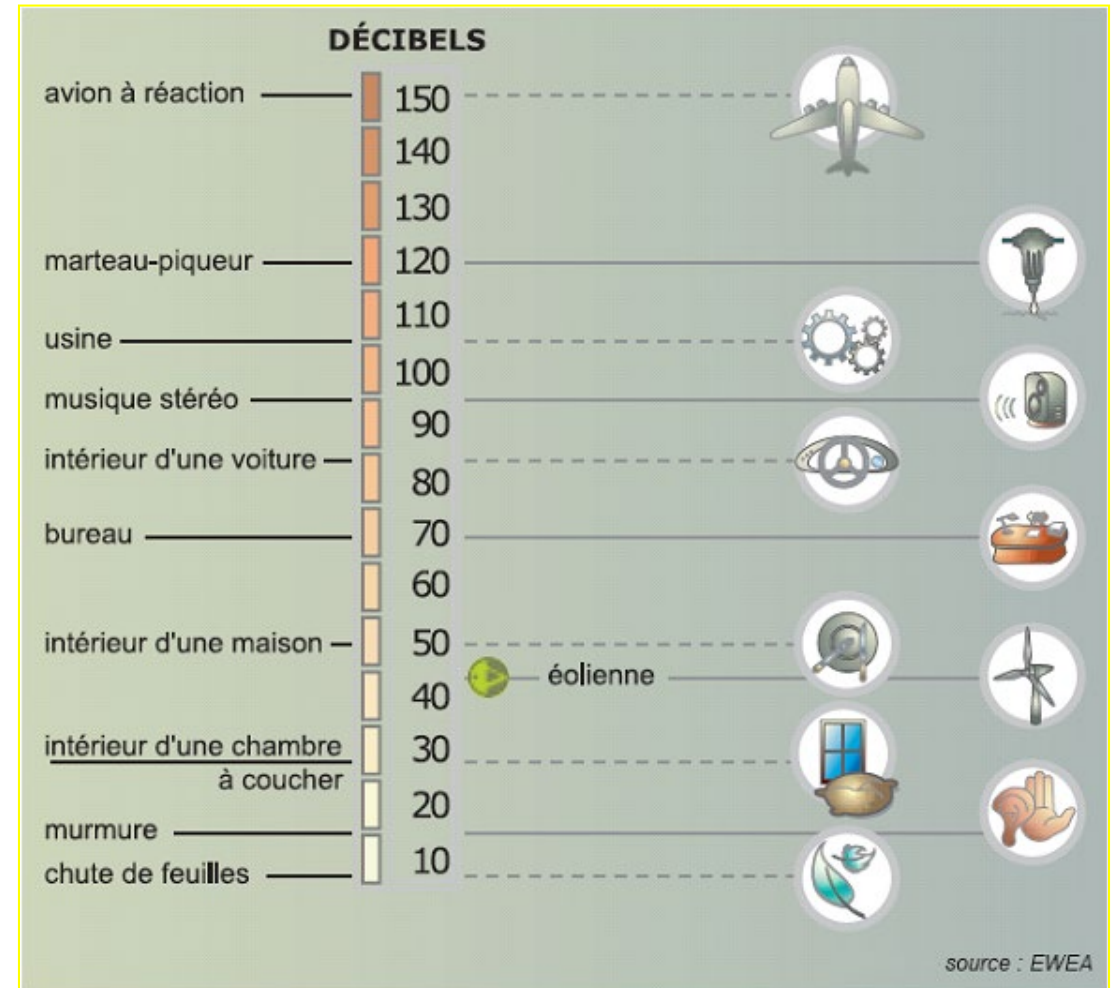 DÉCIBELS
avion à réaction 150
140
130
marteau-piqueur 120
110
usine
100
musique stéréo
90
intérieur d'une voiture
80
bureau 70
60
intérieur d'une maison 50
éolienne
40
intérieur d'une chambre 30
à coucher
20
murmure
10
chute de feuilles
source : EWEA